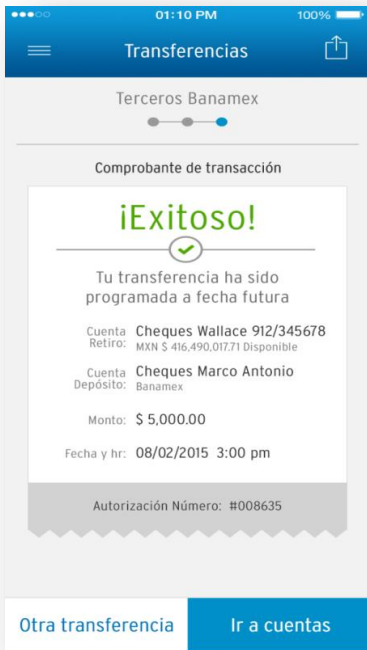 01:10 PM 100%
Transferencias
Terceros Banamex
Comprobante de transacción
¡Exitoso!
Tu transferencia ha sido
programada a fecha futura
Cuenta Retiro: Cheques Wallace 912/345678
MXN $ 416,490,017.71 Disponible
Cuenta Depósito: Cheques Marco Antonio
Banamex
Monto: $ 5,000.00
Fecha y hr: 08/02/2015 3:00 pm
Autorización Número: #008635
Otra transferencia Ir a cuentas